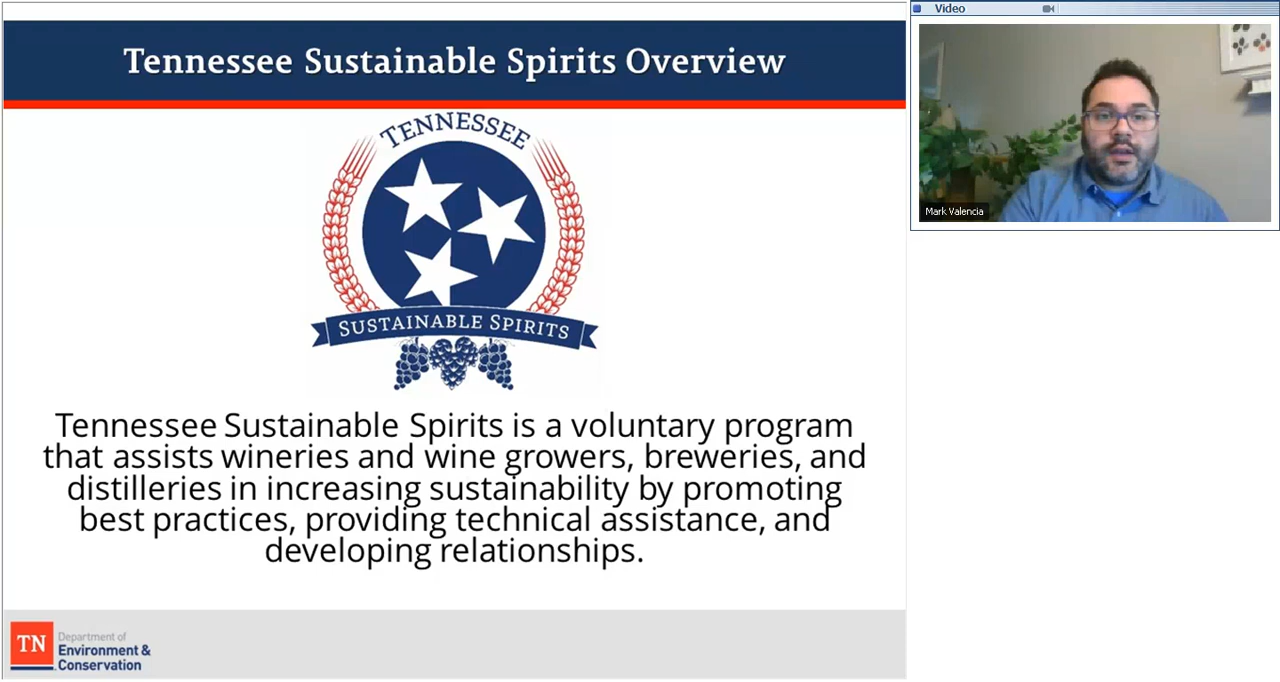 Tennessee Sustainable Spirits Overview
TENNESSEE
SUSTAINABLE SPIRITS
Tennessee Sustainable Spirits is a voluntary program
that assists wineries and wine growers, breweries, and
distilleries in increasing sustainability by promoting
best practices, providing technical assistance, and
developing relationships.
TN
Department of
Environment &
Conservation
Video
Mark Valencia